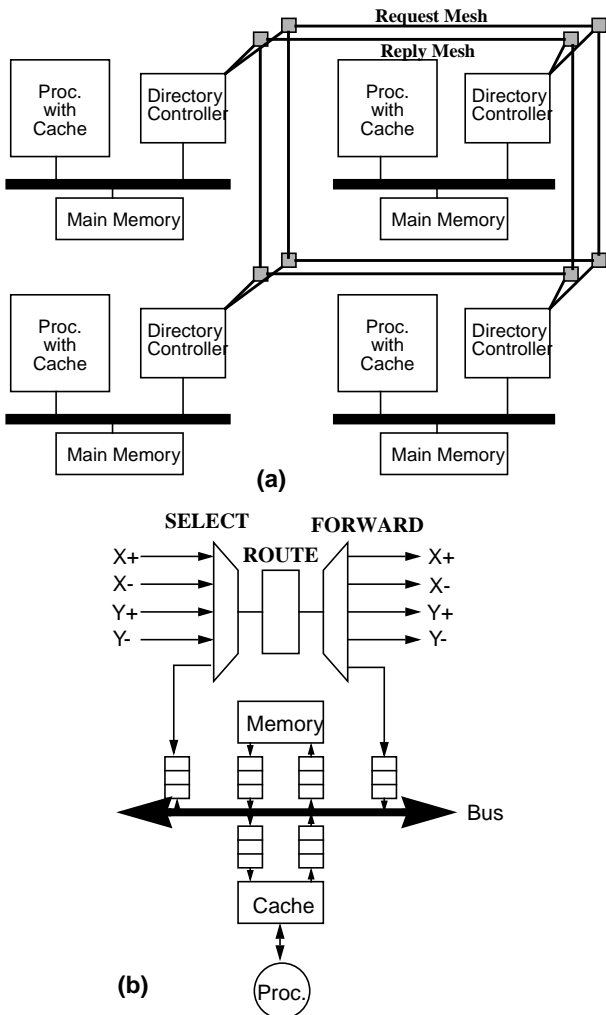 Request Mesh
Reply Mesh
Proc.
with
Cache
Directory
Controller
Main Memory
Proc.
with
Cache
Directory
Controller
Main Memory
Proc.
with
Cache
Directory
Controller
Main Memory
Proc.
with
Cache
Directory
Controller
Main Memory
(a)
SELECT
ROUTE
FORWARD
X+
X-
Y+
Y-
X+
X-
Y+
Y-
Memory
Bus
Cache
Proc.
(b)